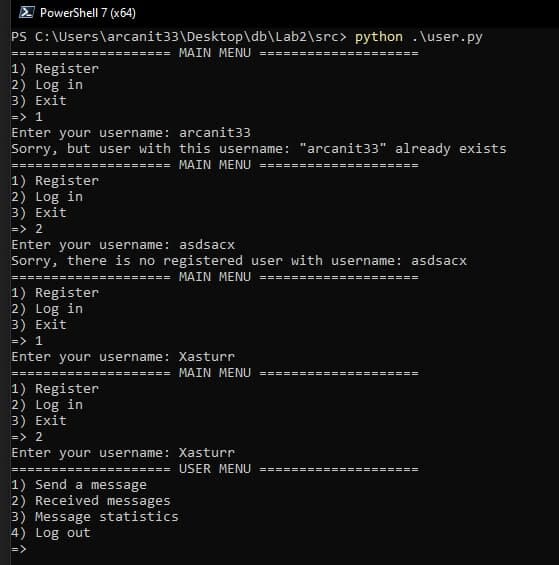 PowerShell 7 (x64)
PS C:\Users\arcanit33\Desktop\db\Lab2\src> python .\user.py
==================== MAIN MENU ====================
1) Register
2) Log in
3) Exit
=> 1
Enter your username: arcanit33
Sorry, but user with this username: "arcanit33" already exists
==================== MAIN MENU ====================
1) Register
2) Log in
3) Exit
=> 2
Enter your username: asdsacx
Sorry, there is no registered user with username: asdsacx
==================== MAIN MENU ====================
1) Register
2) Log in
3) Exit
=> 1
Enter your username: Xasturr
==================== MAIN MENU ====================
1) Register
2) Log in
3) Exit
=> 2
Enter your username: Xasturr
==================== USER MENU ====================
1) Send a message
2) Received messages
3) Message statistics
4) Log out
=>